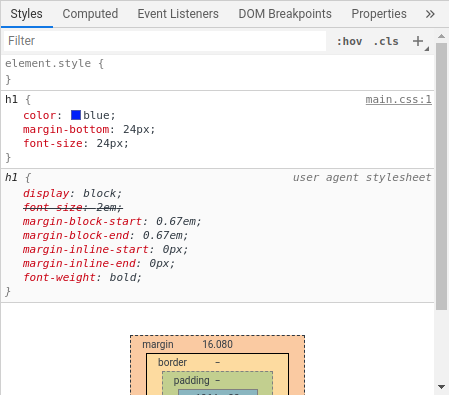 Styles Computed Event Listeners DOM Breakpoints Properties »
Filter :hov .cls +
element.style {
}
h1 { main.css:1
color: blue;
margin-bottom: 24px;
font-size: 24px;
}
h1 { user agent stylesheet
display: block;
font-size: 2em;
margin-block-start: 0.67em;
margin-block-end: 0.67em;
margin-inline-start: 0px;
margin-inline-end: 0px;
font-weight: bold;
}
margin 16.080
border –
padding –